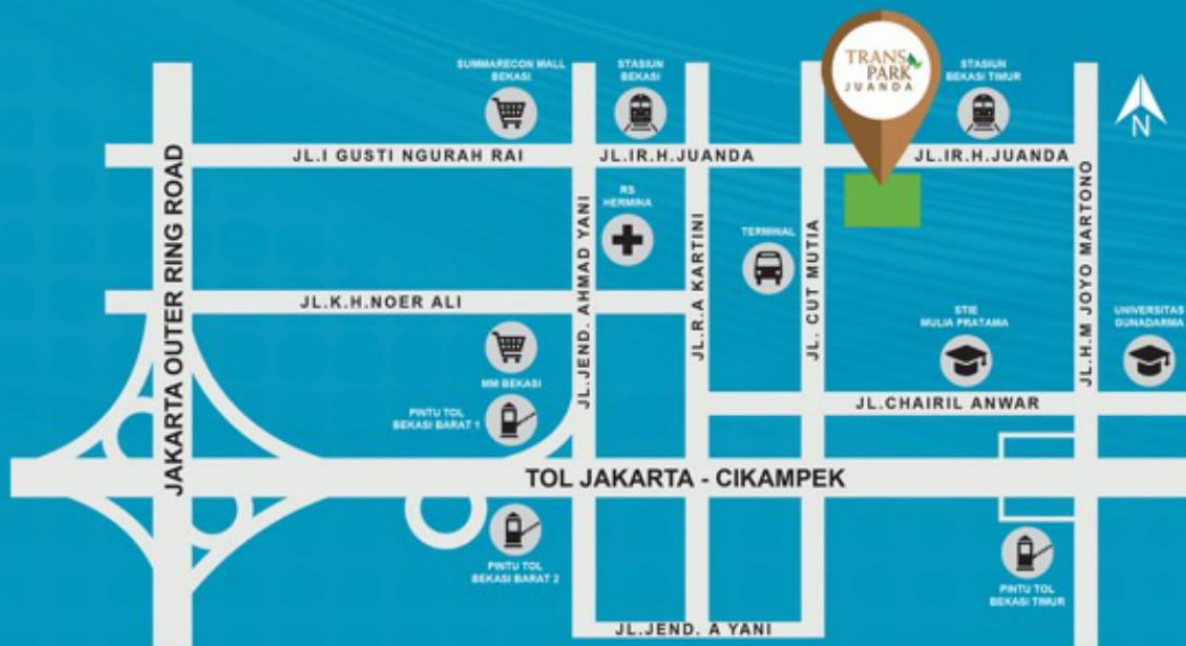 TRANS
PARK
JUANDA
SUMMARECON MALL
BEKASI
STASIUN
BEKASI
STASIUN
BEKASI TIMUR
N
JL.I GUSTI NGURAH RAI
JL.IR.H.JUANDA
JL.IR.H.JUANDA
JAKARTA OUTER RING ROAD
JL.JEND. AHMAD YANI
RS
HERMINA
JL.R.A KARTINI
TERMINAL
JL. CUT MUTIA
JL.H.M JOYO MARTONO
JL.K.H.NOER ALI
STIE
MULIA PRATAMA
UNIVERSITAS
GUNADARMA
MM BEKASI
PINTU TOL
BEKASI BARAT 1
JL.CHAIRIL ANWAR
TOL JAKARTA - CIKAMPEK
PINTU TOL
BEKASI BARAT 2
PINTU TOL
BEKASI TIMUR
JL.JEND. A YANI